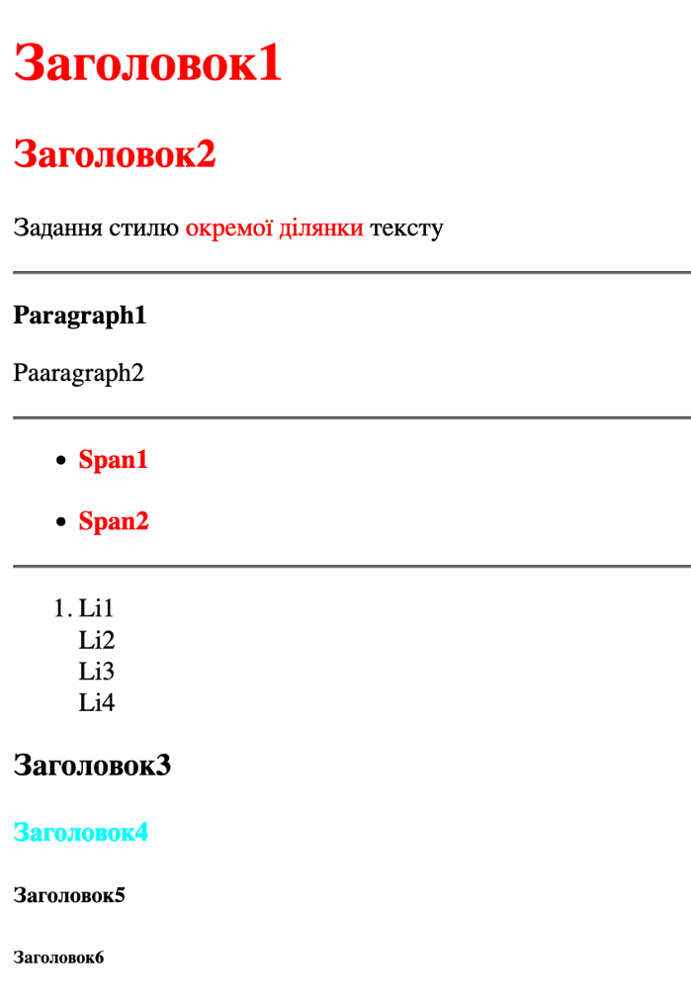 Заголовок1
Заголовок2
Задання стилю окремої ділянки тексту
Paragraph1
Paaragraph2
• Span1
• Span2
1. Li1
Li2
Li3
Li4
Заголовок3
Заголовок4
Заголовок5
Заголовок6